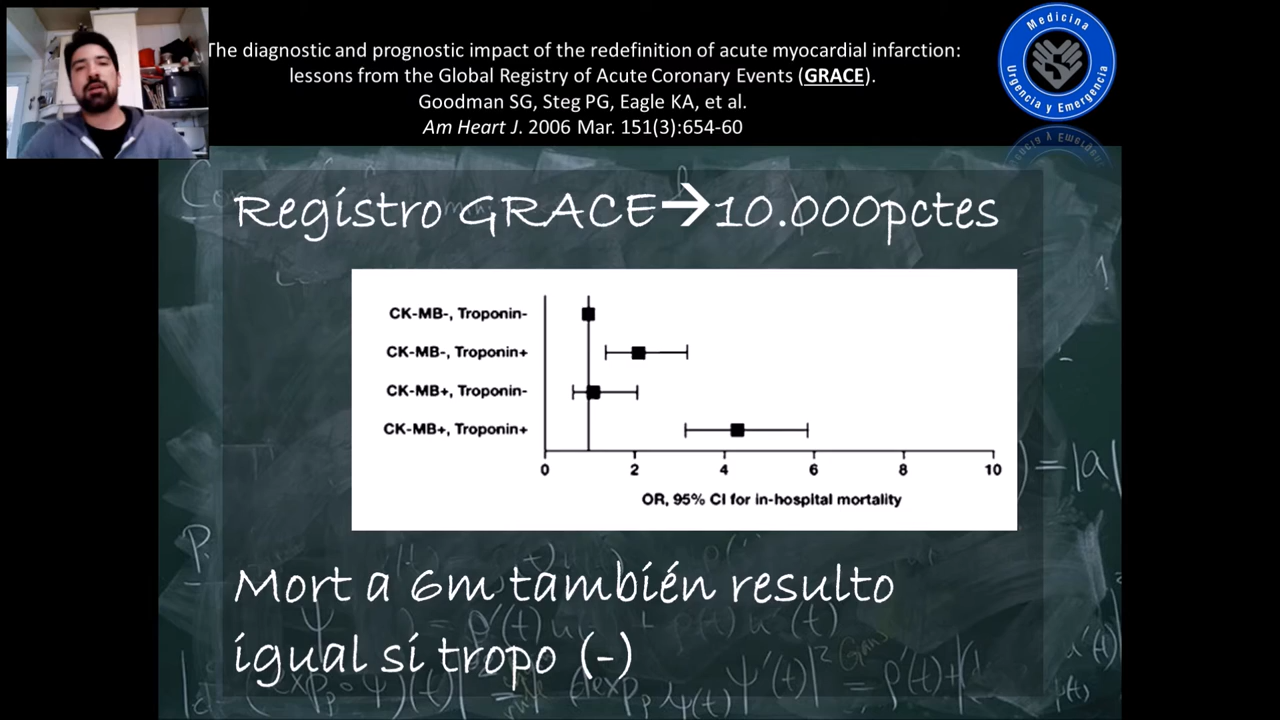 The diagnostic and prognostic impact of the redefinition of acute myocardial infarction:
lessons from the Global Registry of Acute Coronary Events (GRACE).
Goodman SG, Steg PG, Eagle KA, et al.
Am Heart J. 2006 Mar. 151(3):654-60
Medicina
Urgencia y Emergencia
Registro GRACE→10.000pctes
CK-MB-, Troponin-
CK-MB-, Troponin+
CK-MB+, Troponin-
CK-MB+, Troponin+
0 2 4 6 8 10
OR, 95% CI for in-hospital mortality
Mort a 6m también resulto
igual si tropo (-)